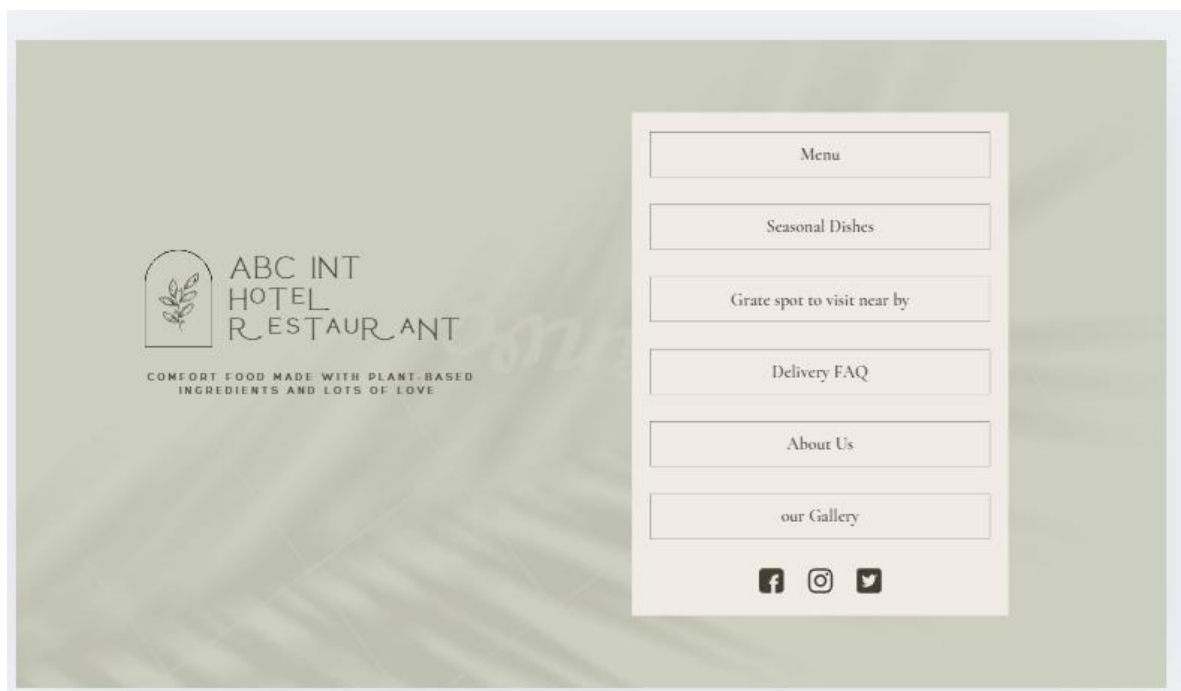 ABC INT
HOTEL
RESTAURANT
COMFORT FOOD MADE WITH PLANT-BASED
INGREDIENTS AND LOTS OF LOVE
Menu
Seasonal Dishes
Grate spot to visit near by
Delivery FAQ
About Us
our Gallery